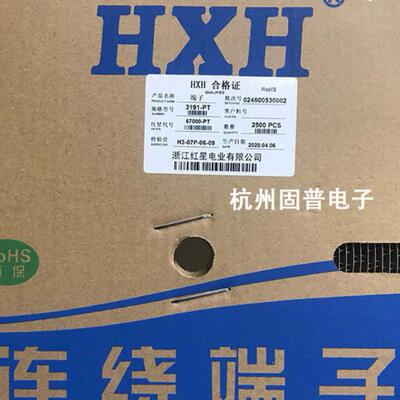 HXH
HXH 合格证
QUALIFIED
RoHS
产品名称 端子 批次号 024600530002
规格型号 3191-PT 客户料号
红星代号 67000-PT 数量 2500 PCS
检验员 H3-07P-06-09 生产日期 2020.04.06
浙江红星电业有限公司
杭州固普电子
oHS
保
连绕端子